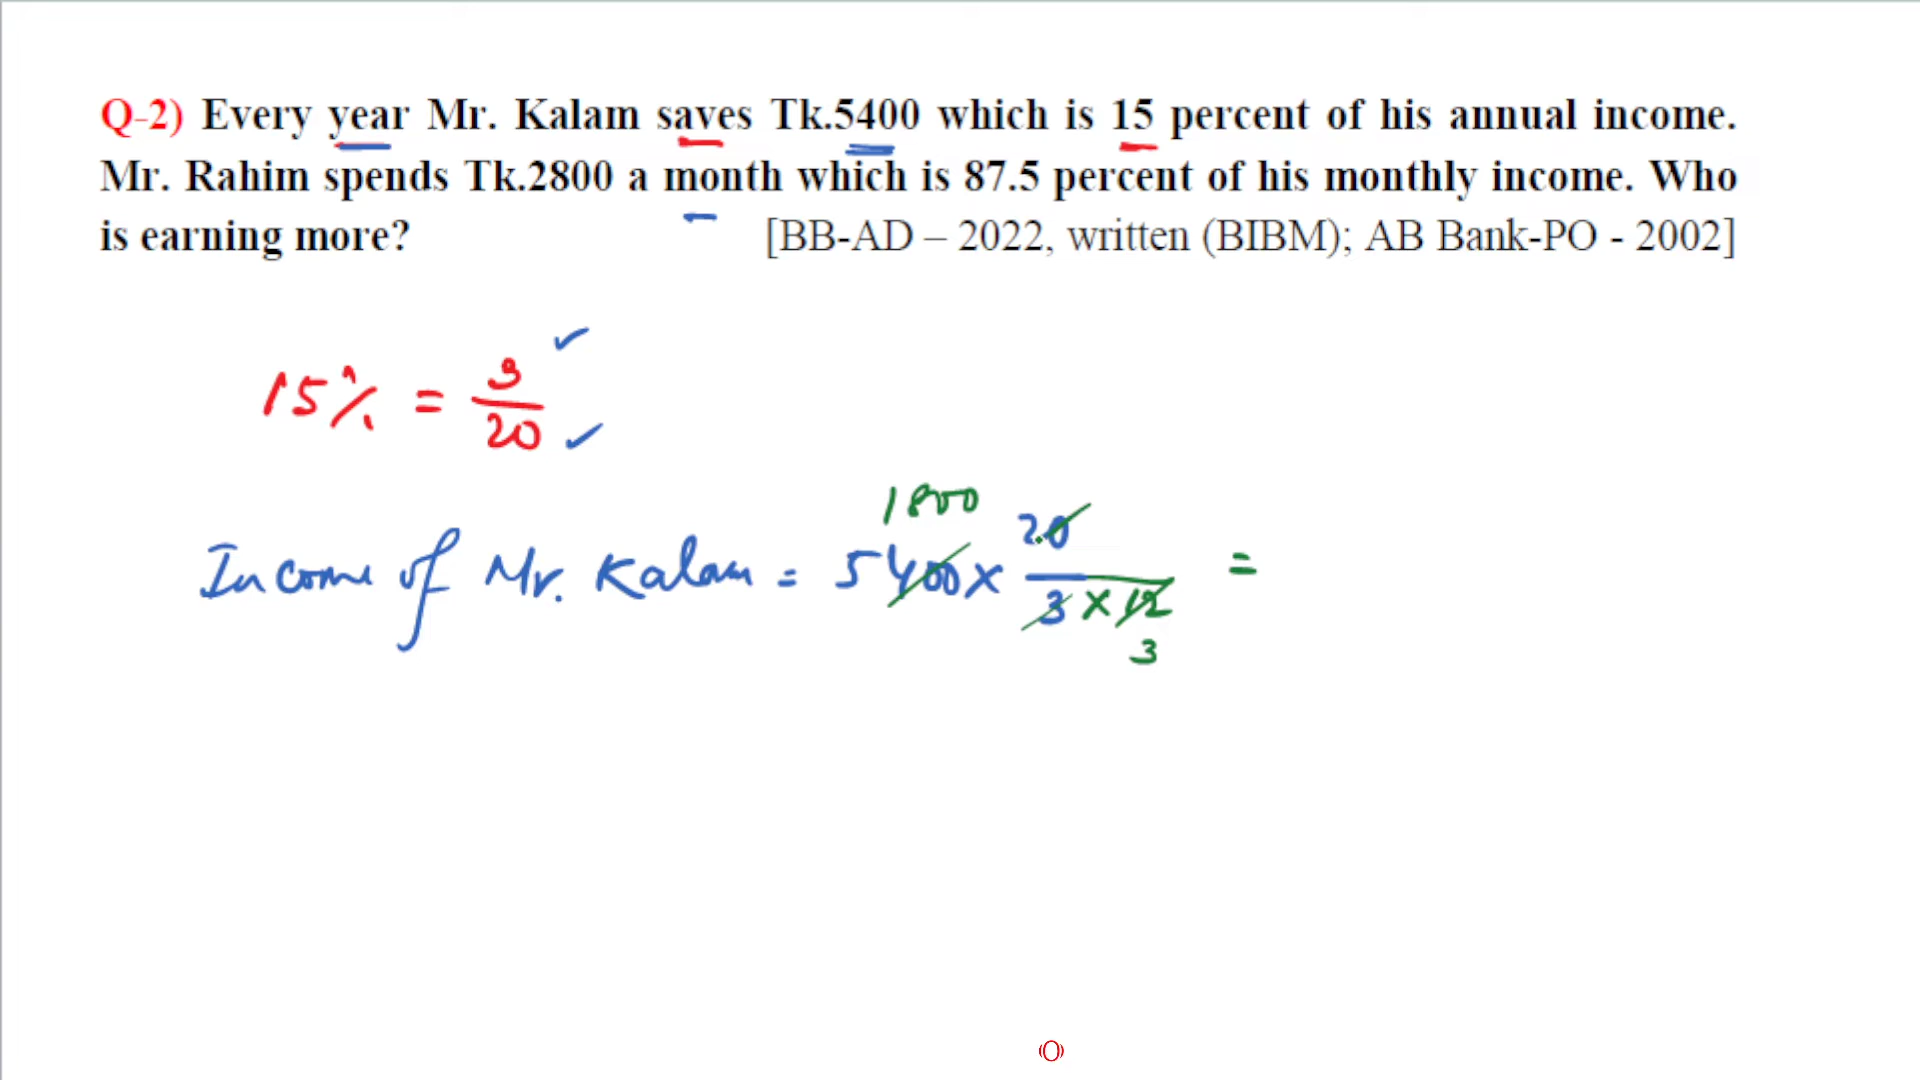 Q-2) Every year Mr. Kalam saves Tk.5400 which is 15 percent of his annual income.
Mr. Rahim spends Tk.2800 a month which is 87.5 percent of his monthly income. Who
is earning more? [BB-AD – 2022, written (BIBM); AB Bank-PO - 2002]
15% = 3/20
1800
Income of Mr. Kalam = 5400 x 20/3 x 12 =
3
(O)